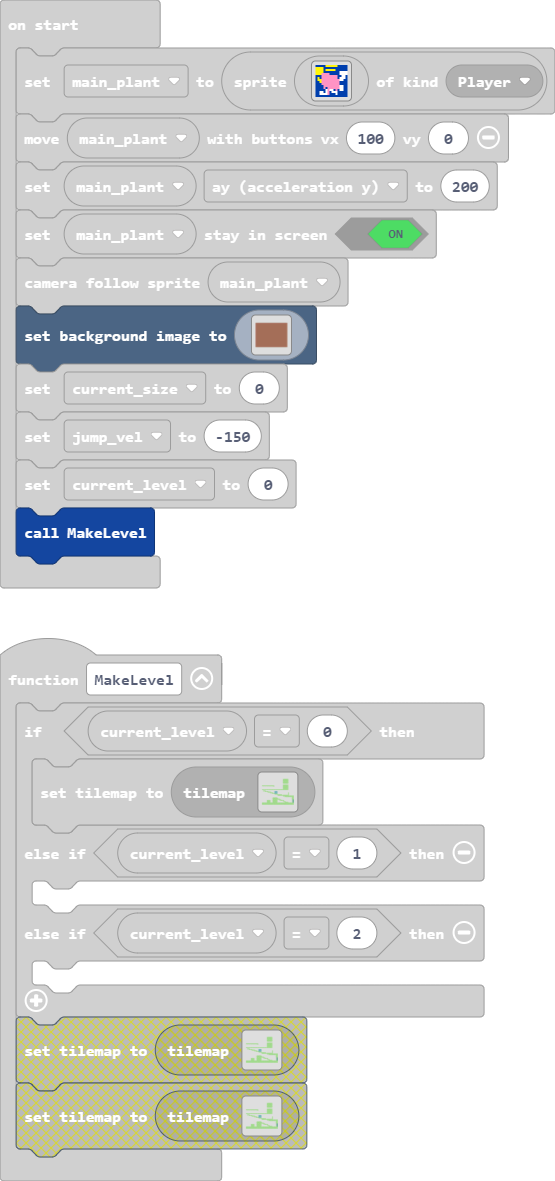 on start
set main_plant to sprite of kind Player
move main_plant with buttons vx 100 vy 0
set main_plant ay (acceleration y) to 200
set main_plant stay in screen ON
camera follow sprite main_plant
set background image to
set current_size to 0
set jump_vel to -150
set current_level to 0
call MakeLevel
function MakeLevel
if current_level = 0 then
set tilemap to tilemap
else if current_level = 1 then
else if current_level = 2 then
set tilemap to tilemap
set tilemap to tilemap